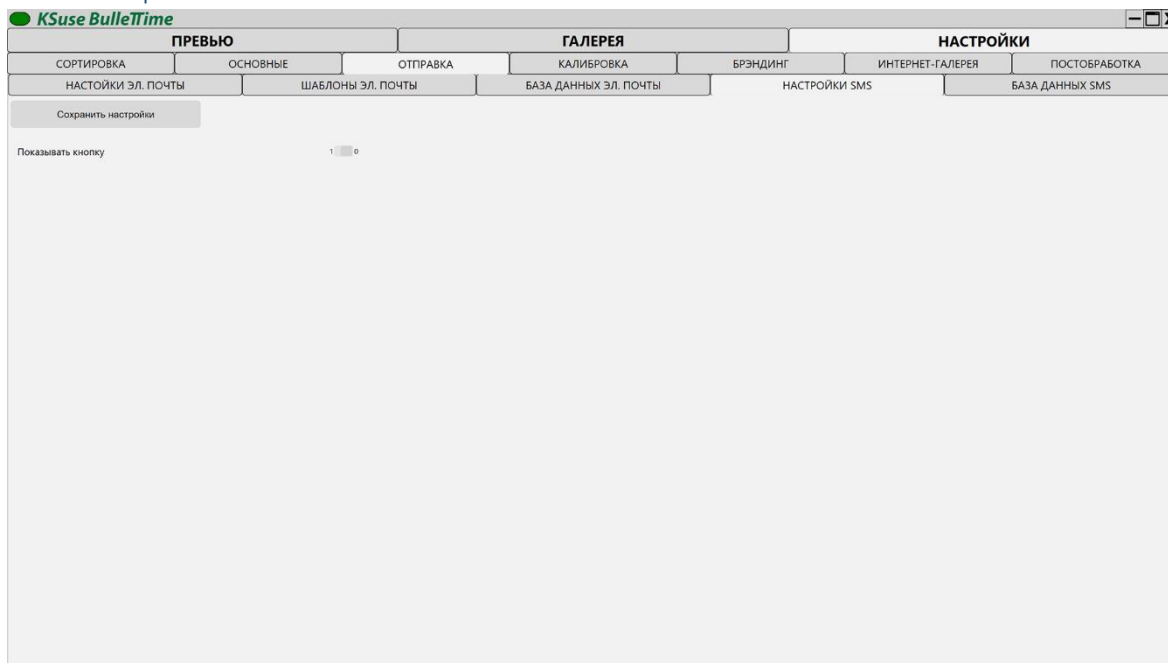 KSuse BulletTime
ПРЕВЬЮ ГАЛЕРЕЯ НАСТРОЙКИ
СОРТИРОВКА ОСНОВНЫЕ ОТПРАВКА КАЛИБРОВКА БРЭНДИНГ ИНТЕРНЕТ-ГАЛЕРЕЯ ПОСТОБРАБОТКА
НАСТОЙКИ ЭЛ. ПОЧТЫ ШАБЛОНЫ ЭЛ. ПОЧТЫ БАЗА ДАННЫХ ЭЛ. ПОЧТЫ НАСТРОЙКИ SMS БАЗА ДАННЫХ SMS
Сохранить настройки
Показывать кнопку 1 0